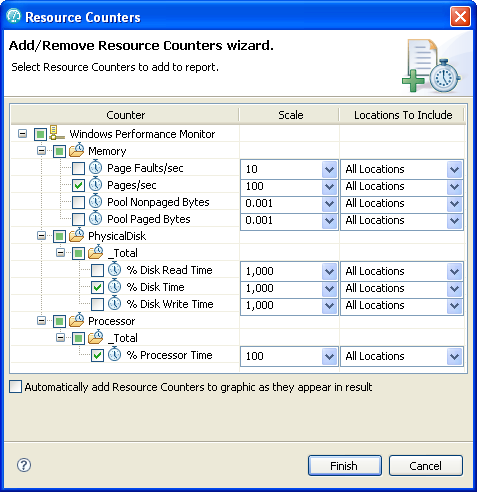 Resource Counters
Add/Remove Resource Counters wizard.
Select Resource Counters to add to report.
Counter Scale Locations To Include
Windows Performance Monitor
Memory
Page Faults/sec 10 All Locations
Pages/sec 100 All Locations
Pool Nonpaged Bytes 0.001 All Locations
Pool Paged Bytes 0.001 All Locations
PhysicalDisk
_Total
% Disk Read Time 1,000 All Locations
% Disk Time 1,000 All Locations
% Disk Write Time 1,000 All Locations
Processor
_Total
% Processor Time 100 All Locations
Automatically add Resource Counters to graphic as they appear in result
? Finish Cancel